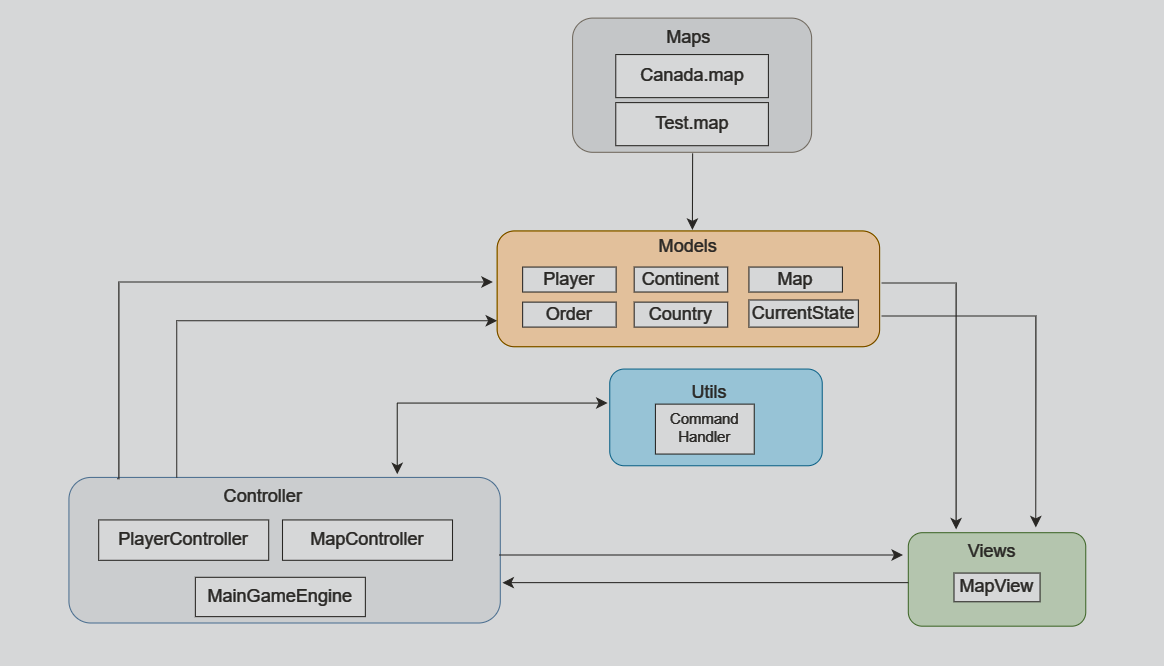 Maps
Canada.map
Test.map
Models
Player
Continent
Map
Order
Country
CurrentState
Utils
Command
Handler
Controller
PlayerController
MapController
MainGameEngine
Views
MapView